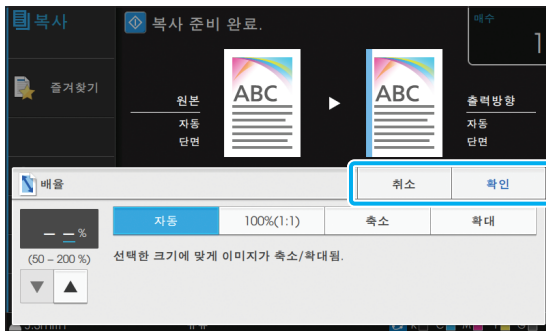 복사
복사 준비 완료.
매수
1
즐겨찾기
원본
자동
단면
ABC
ABC
출력방향
자동
단면
배율
취소
확인
– – %
(50 – 200 %)
자동
100%(1:1)
축소
확대
선택한 크기에 맞게 이미지가 축소/확대됨.